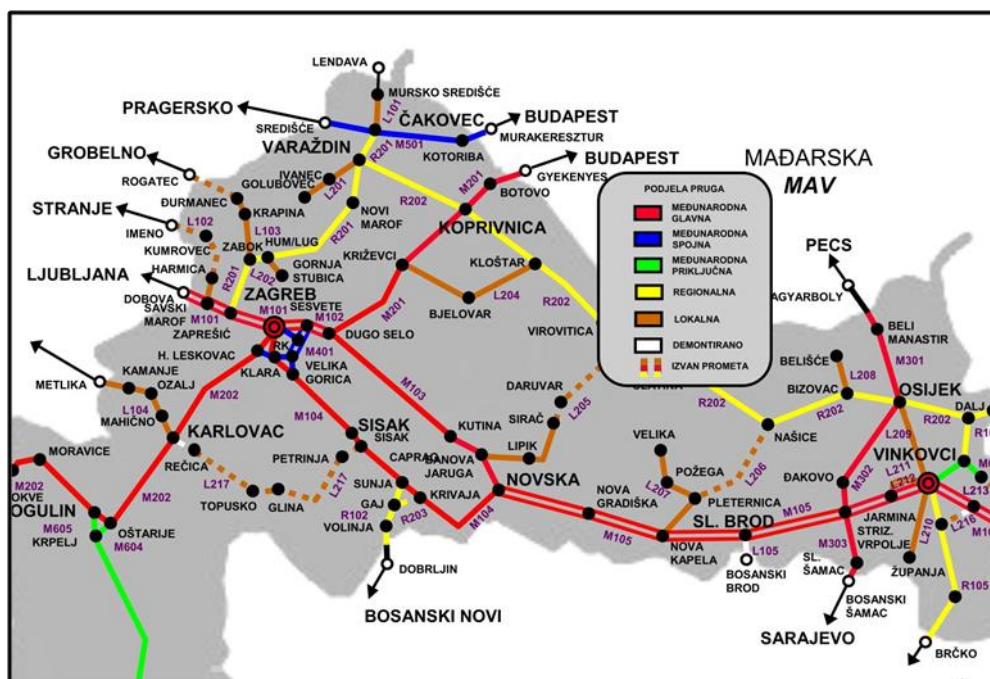 LENDAVA
MURSKO SREDIŠĆE
PRAGERSKO
L101
ČAKOVEC
BUDAPEST
SREDIŠĆE
MURAKERESZTUR
M501
KOTORIBA
VARAŽDIN
R201
GROBELNO
IVANEC
BUDAPEST
GYEKENYES
MAĐARSKA
MAV
ROGATEC
GOLUBOVEC
L201
M201
BOTOVO
ĐURMANEC
R202
PODJELA PRUGA
STRANJE
L102
KRAPINA
NOVI
MAROF
KOPRIVNICA
MEĐUNARODNA
GLAVNA
IMENO
L103
R201
MEĐUNARODNA
SPOJNA
PECS
KUMROVEC
ZABOK
HUM/LUG
KRIŽEVCI
KLOŠTAR
MEĐUNARODNA
PRIKLJUČNA
LJUBLJANA
HARMICA
R201
L202
GORNJA
STUBICA
L204
R202
REGIONALNA
DOBOVA
SAVSKI
MAROF
M101
ZAGREB
SESVETE
M201
BJELOVAR
LOKALNA
AGYARBOLY
M101
M102
ZAPREŠIĆ
DUGO SELO
VIROVITICA
DEMONTIRANO
BELI
MANASTIR
H. LESKOVAC
RK
M401
IZVAN PROMETA
M301
KLARA
VELIKA
GORICA
BELIŠĆE
METLIKA
KAMANJE
OZALJ
M202
M103
DARUVAR
L205
SLATINA
R202
BIZOVAC
L208
OSIJEK
L104
MAHIČNO
M104
SIRAČ
R202
R202
DALJ
KARLOVAC
SISAK
SISAK
KUTINA
LIPIK
VELIKA
NAŠICE
L209
MORAVICE
REČICA
PETRINJA
CAPRAG
BANOVA
JARUGA
L206
VINKOVCI
M202
M202
L217
L217
SUNJA
NOVSKA
POŽEGA
ĐAKOVO
L211
L212
L213
OKVE
OGULIN
TOPUSKO
GLINA
GAJ
KRIVAJA
NOVA
GRADIŠKA
L207
PLETERNICA
M302
M605
R102
R203
M104
SL. BROD
M105
JARMINA
L210
L216
KRPELJ
OŠTARIJE
VOLINJA
M105
STRIZ.
VRPOLJE
M604
L105
M303
DOBRLJIN
NOVA
KAPELA
BOSANSKI
BROD
SL.
ŠAMAC
ŽUPANJA
R105
BOSANSKI NOVI
BOSANSKI
ŠAMAC
SARAJEVO
BRČKO